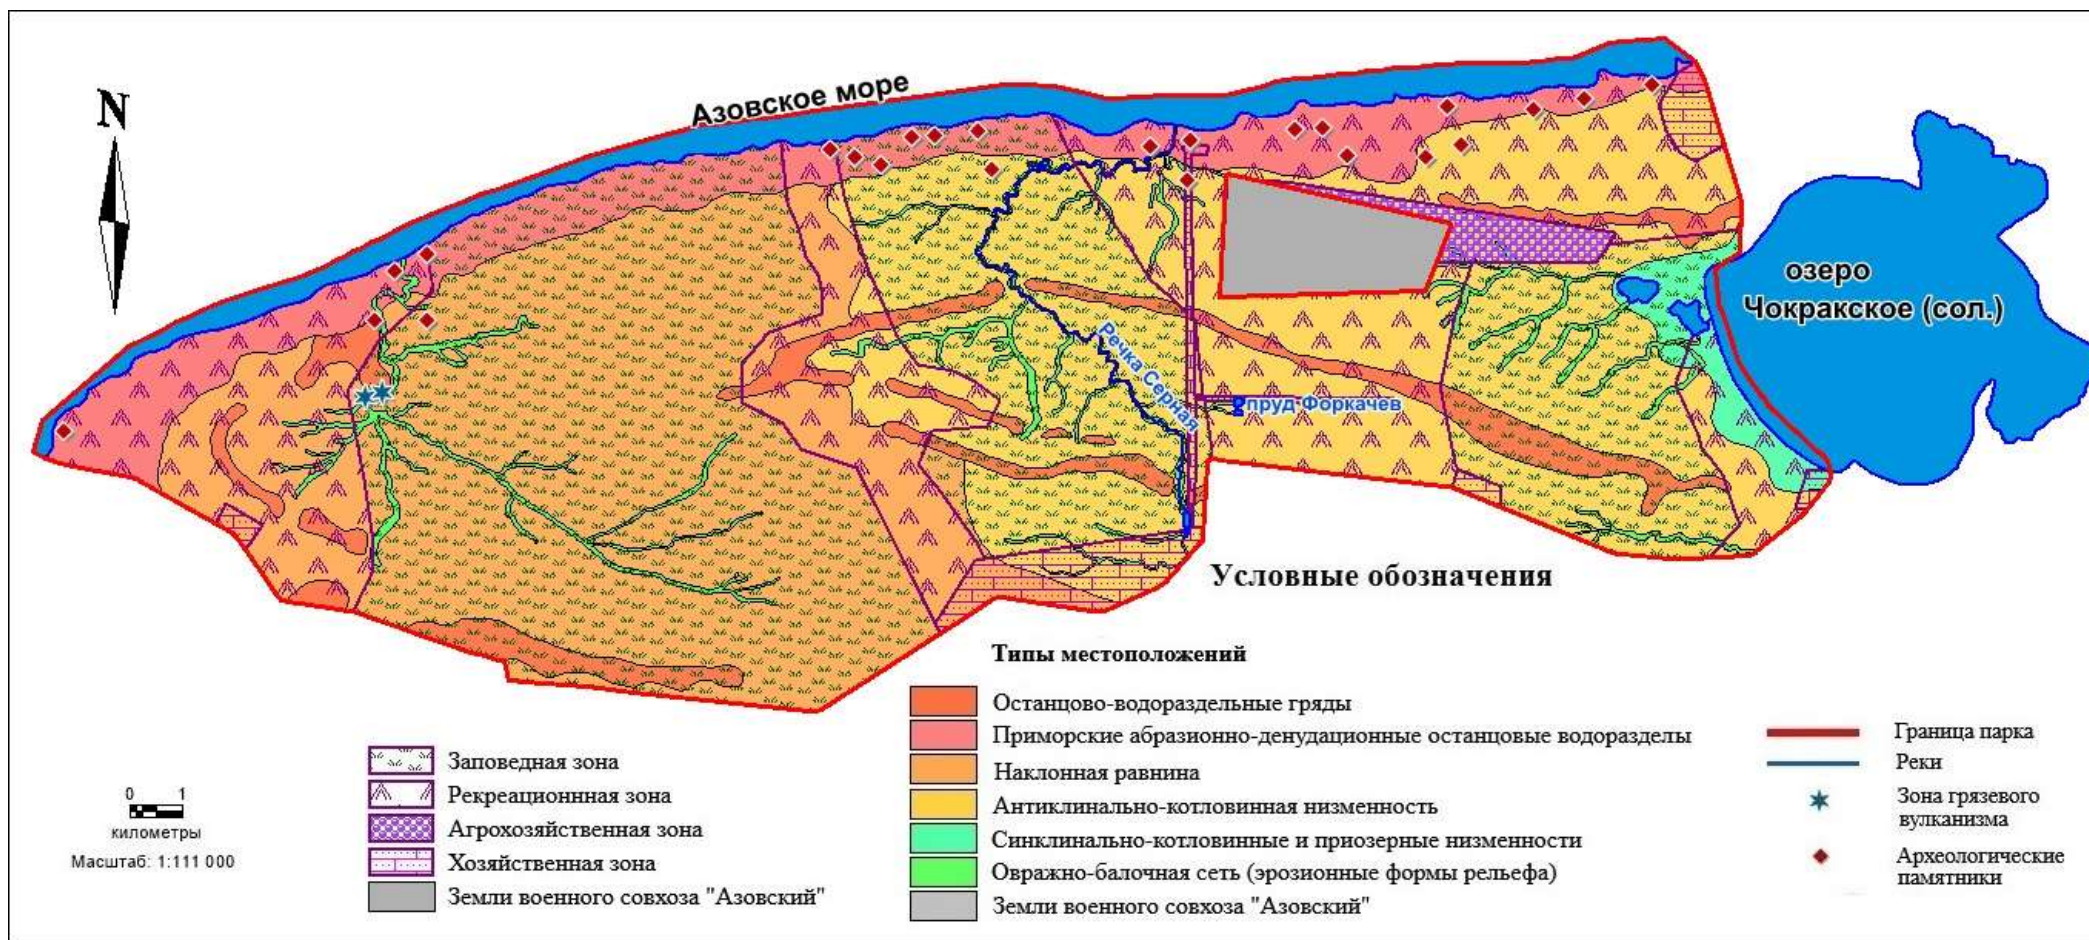 N
Азовское море
озеро
Чокракское (сол.)
Речка Серная
пруд Форкачев
Условные обозначения
Заповедная зона
Рекреационнная зона
Агрохозяйственная зона
Хозяйственная зона
Земли военного совхоза "Азовский"
0 1
километры
Масштаб: 1:111 000
Типы местоположений
Останцово-водораздельные гряды
Приморские абразионно-денудационные останцовые водоразделы
Наклонная равнина
Антиклинально-котловинная низменность
Синклинально-котловинные и приозерные низменности
Овражно-балочная сеть (эрозионные формы рельефа)
Земли военного совхоза "Азовский"
Граница парка
Реки
Зона грязевого
вулканизма
Археологические
памятники